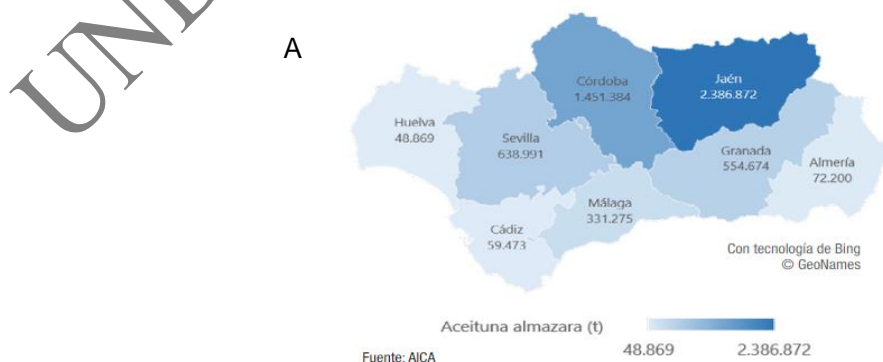 A
Córdoba
1.451.384
Jaén
2.386.872
Huelva
48.869
Sevilla
638.991
Granada
554.674
Almería
72.200
Málaga
331.275
Cádiz
59.473
Con tecnología de Bing
© GeoNames
Aceituna almazara (t)
48.869
2.386.872
Fuente: AICA